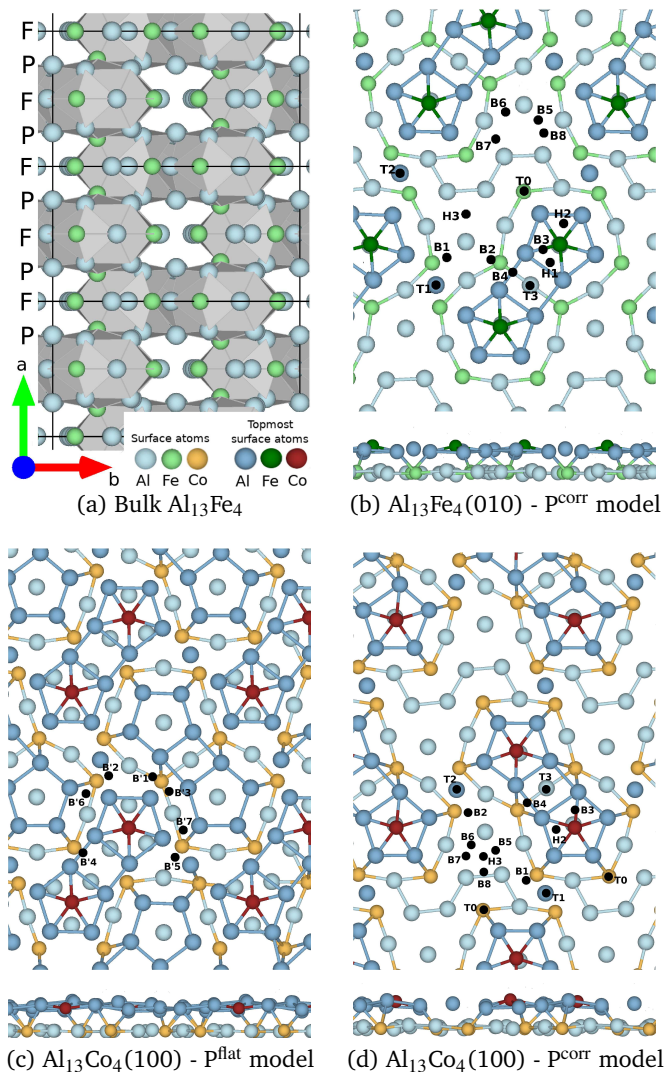 F
P
F
P
F
P
F
P
F
P
a
b
Surface atoms
Al Fe Co
Topmost
surface atoms
Al Fe Co
(a) Bulk Al13Fe4
B6
B5
B8
B7
T2
T0
H3
H2
B3
B1
B2
H1
B4
T1
T3
(b) Al13Fe4(010) - Pcorr model
B'2
B'1
B'6
B'3
B'7
B'4
B'5
(c) Al13Co4(100) - Pflat model
T2
T3
B4
B3
B2
H2
B6
B5
B7
H3
B8
B1
T0
T1
T0
(d) Al13Co4(100) - Pcorr model